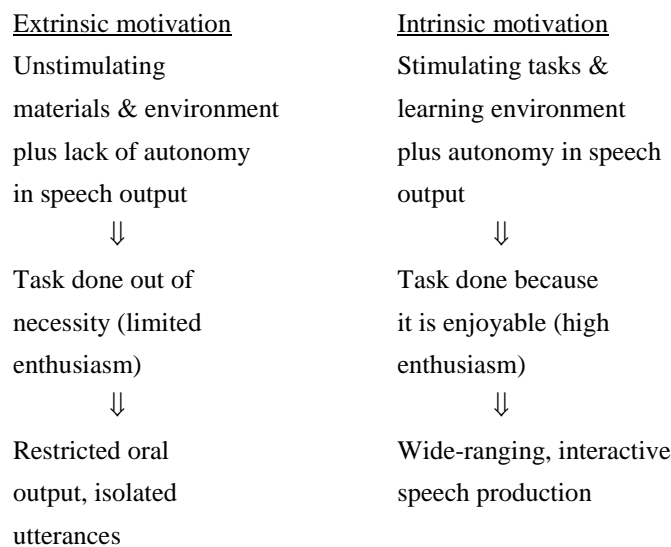 Extrinsic motivation
Unstimulating
materials & environment
plus lack of autonomy
in speech output
⇓
Task done out of
necessity (limited
enthusiasm)
⇓
Restricted oral
output, isolated
utterances
Intrinsic motivation
Stimulating tasks &
learning environment
plus autonomy in speech
output
⇓
Task done because
it is enjoyable (high
enthusiasm)
⇓
Wide-ranging, interactive
speech production